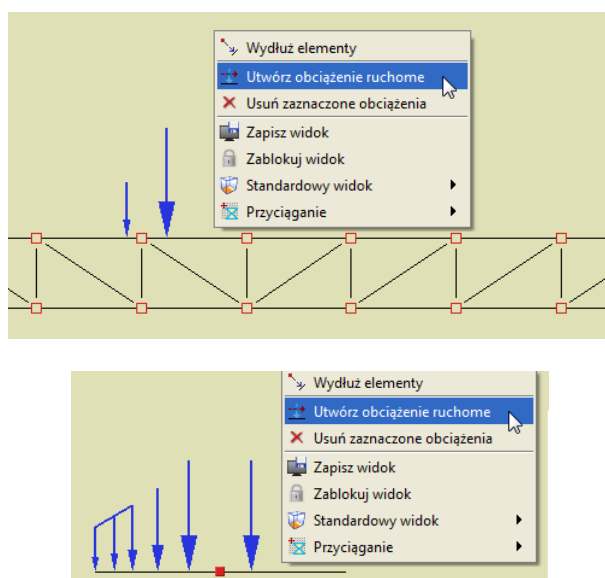 Wydłuż elementy
Utwórz obciążenie ruchome
Usuń zaznaczone obciążenia
Zapisz widok
Zablokuj widok
Standardowy widok
Przyciąganie
Wydłuż elementy
Utwórz obciążenie ruchome
Usuń zaznaczone obciążenia
Zapisz widok
Zablokuj widok
Standardowy widok
Przyciąganie